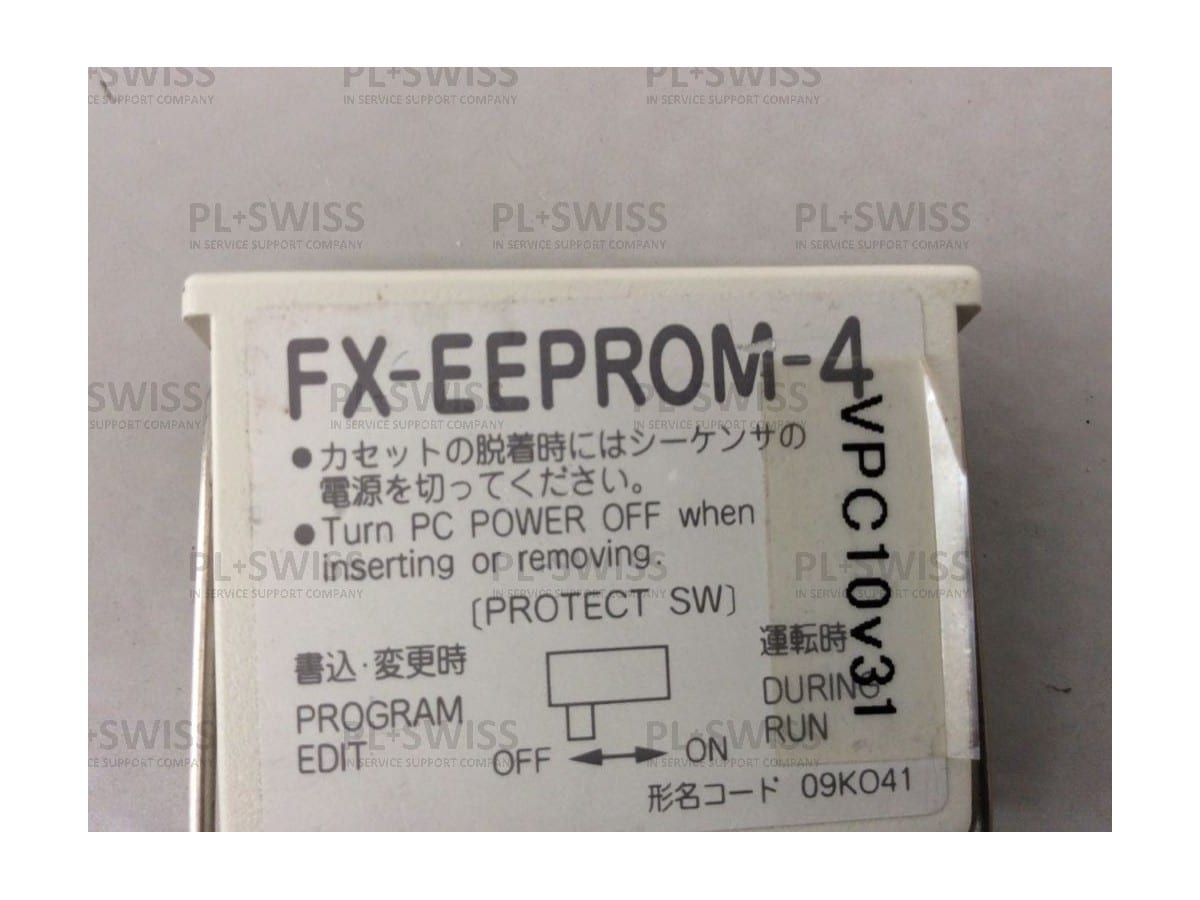 PL+SWISS
IN SERVICE SUPPORT COMPANY
FX-EEPROM-4
●カセットの脱着時にはシーケンサの
電源を切ってください。
●Turn PC POWER OFF when
inserting or removing.
〔PROTECT SW〕
書込・変更時
PROGRAM
EDIT
OFF
ON
運転時
DURING
RUN
形名コード 09K041
VPC10v31